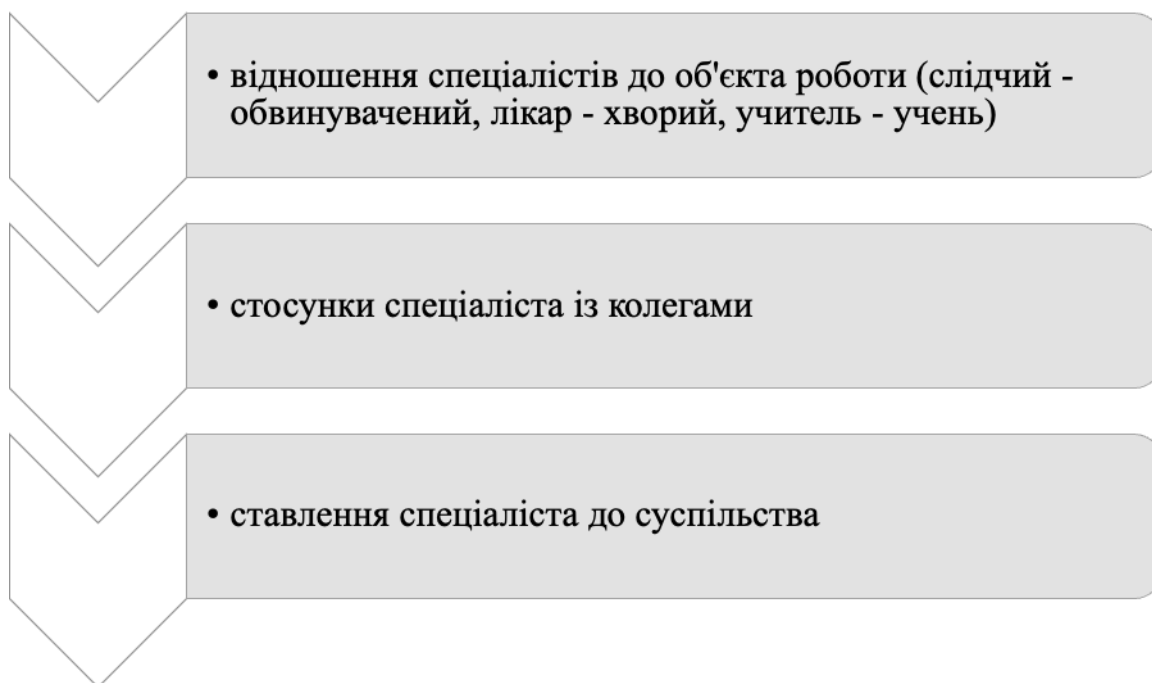 • відношення спеціалістів до об'єкта роботи (слідчий -
обвинувачений, лікар - хворий, учитель - учень)
• стосунки спеціаліста із колегами
• ставлення спеціаліста до суспільства